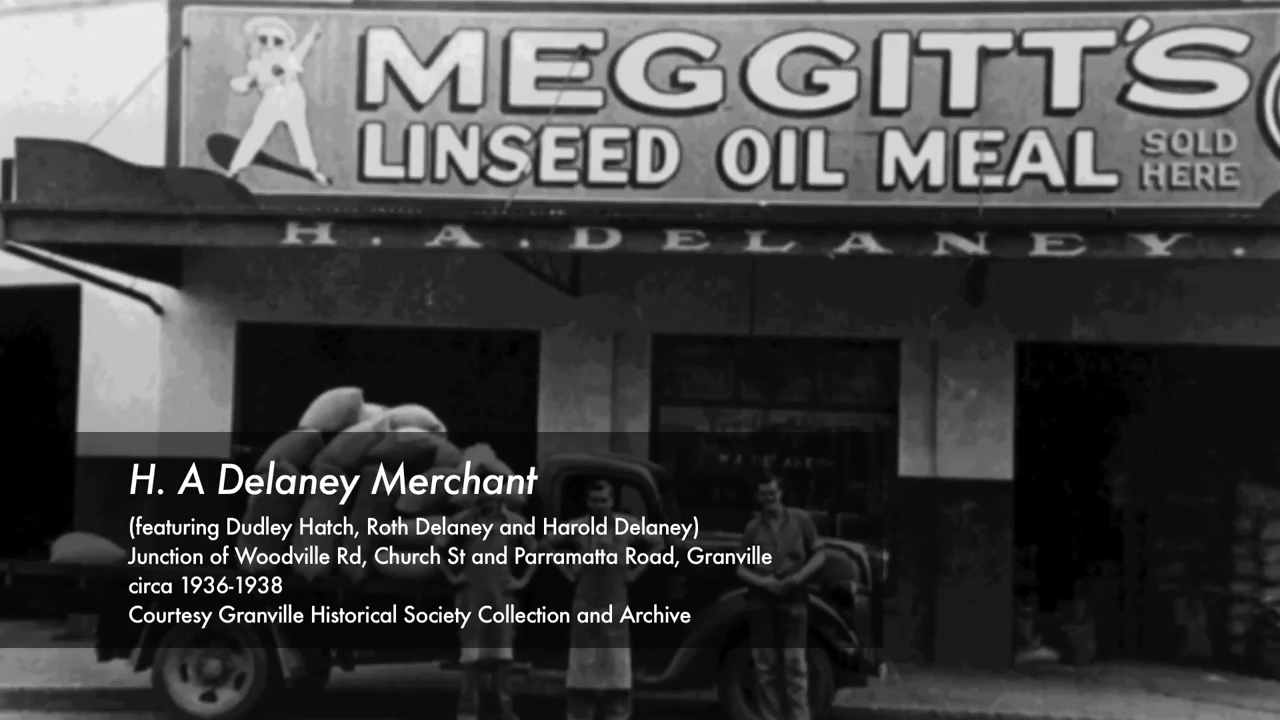 MEGGITT'S
LINSEED OIL MEAL SOLD HERE
H. A. DELANEY.
H. A Delaney Merchant
(featuring Dudley Hatch, Roth Delaney and Harold Delaney)
Junction of Woodville Rd, Church St and Parramatta Road, Granville
circa 1936-1938
Courtesy Granville Historical Society Collection and Archive